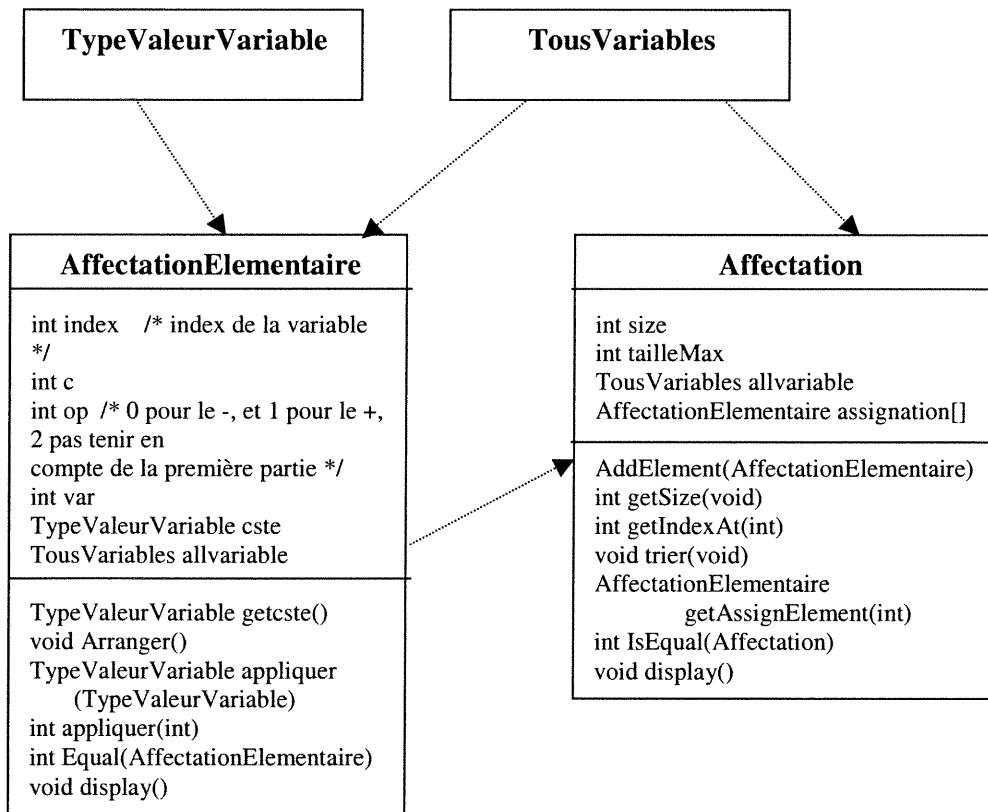 TypeValeurVariable
TousVariables
AffectationElementaire
int index /* index de la variable
*/
int c
int op /* 0 pour le -, et 1 pour le +,
2 pas tenir en
compte de la première partie */
int var
TypeValeurVariable cste
TousVariables allvariable
TypeValeurVariable getcste()
void Arranger()
TypeValeurVariable appliquer
(TypeValeurVariable)
int appliquer(int)
int Equal(AffectationElementaire)
void display()
Affectation
int size
int tailleMax
TousVariables allvariable
AffectationElementaire assignation[]
AddElement(AffectationElementaire)
int getSize(void)
int getIndexAt(int)
void trier(void)
AffectationElementaire
getAssignElement(int)
int IsEqual(Affectation)
void display()